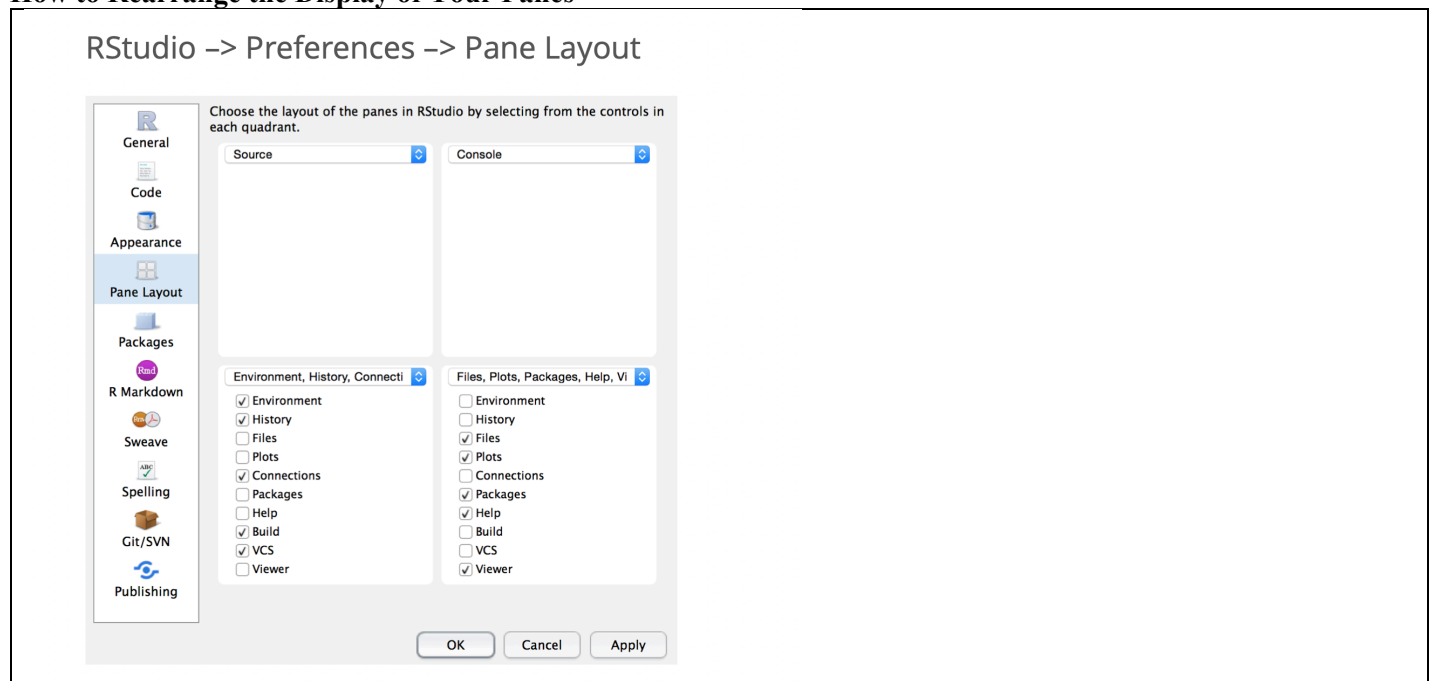 How to Rearrange the Display of Your Panes
RStudio –> Preferences –> Pane Layout
Choose the layout of the panes in RStudio by selecting from the controls in
each quadrant.
R
General
Code
Appearance
Pane Layout
Packages
Rmd
R Markdown
Rnw
Sweave
ABC
Spelling
Git/SVN
Publishing
Source
Console
Environment, History, Connecti
Environment
History
Files
Plots
Connections
Packages
Help
Build
VCS
Viewer
Files, Plots, Packages, Help, Vi
Environment
History
Files
Plots
Connections
Packages
Help
Build
VCS
Viewer
OK
Cancel
Apply